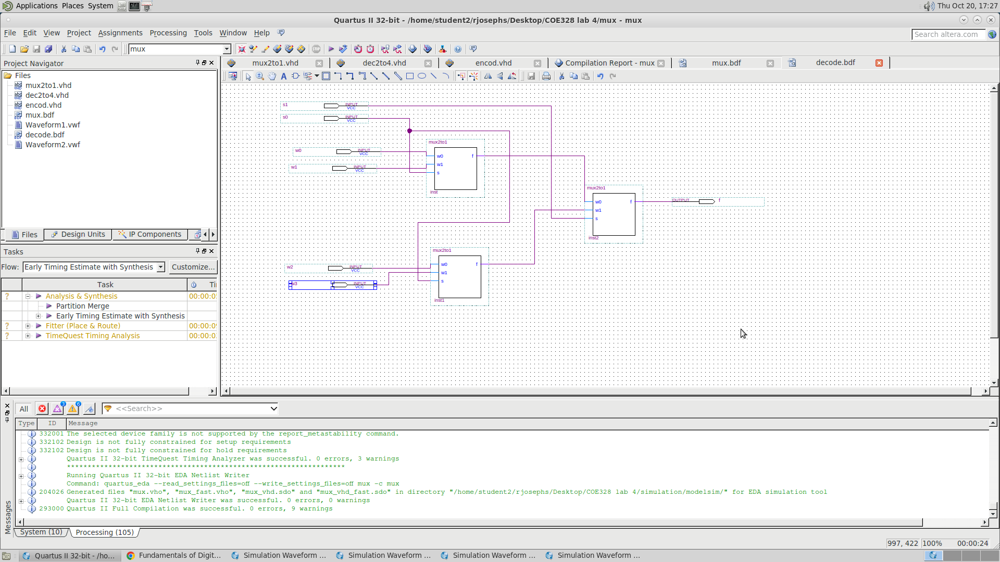 Applications Places System
Thu Oct 20, 17:27
Quartus II 32-bit - /home/student2/rjosephs/Desktop/COE328 lab 4/mux - mux
File Edit View Project Assignments Processing Tools Window Help
Search altera.com
mux
Project Navigator
Files
mux2to1.vhd
dec2to4.vhd
encod.vhd
mux.bdf
Waveform1.vwf
decode.bdf
Waveform2.vwf
Files Design Units IP Components
Tasks
Flow: Early Timing Estimate with Synthesis Customize...
Task Ti
Analysis & Synthesis 00:00:0
Partition Merge
Early Timing Estimate with Synthesis
Fitter (Place & Route) 00:00:0
TimeQuest Timing Analysis 00:00:0
mux2to1.vhd dec2to4.vhd encod.vhd Compilation Report - mux mux.bdf decode.bdf
s1 INPUT
VCC
s0 INPUT
VCC
w0 INPUT
VCC
w1 INPUT
VCC
mux2to1
w0 f
w1
s
inst
mux2to1
w0 f
w1
s
inst2
OUTPUT f
w2 INPUT
VCC
w3 INPUT
VCC
mux2to1
w0 f
w1
s
inst1
All 3 6 <<Search>>
Type ID Message
332001 The selected device family is not supported by the report_metastability command.
332102 Design is not fully constrained for setup requirements
332102 Design is not fully constrained for hold requirements
Quartus II 32-bit TimeQuest Timing Analyzer was successful. 0 errors, 3 warnings
*******************************************************************
Running Quartus II 32-bit EDA Netlist Writer
Command: quartus_eda --read_settings_files=off --write_settings_files=off mux -c mux
204026 Generated files "mux.vho", "mux_fast.vho", "mux_vhd.sdo" and "mux_vhd_fast.sdo" in directory "/home/student2/rjosephs/Desktop/COE328 lab 4/simulation/modelsim/" for EDA simulation tool
Quartus II 32-bit EDA Netlist Writer was successful. 0 errors, 0 warnings
293000 Quartus II Full Compilation was successful. 0 errors, 9 warnings
Messages
System (10) Processing (105)
997, 422 100% 00:00:24
Quartus II 32-bit - /ho... Fundamentals of Digit... Simulation Waveform ... Simulation Waveform ... Simulation Waveform ... Simulation Waveform ...